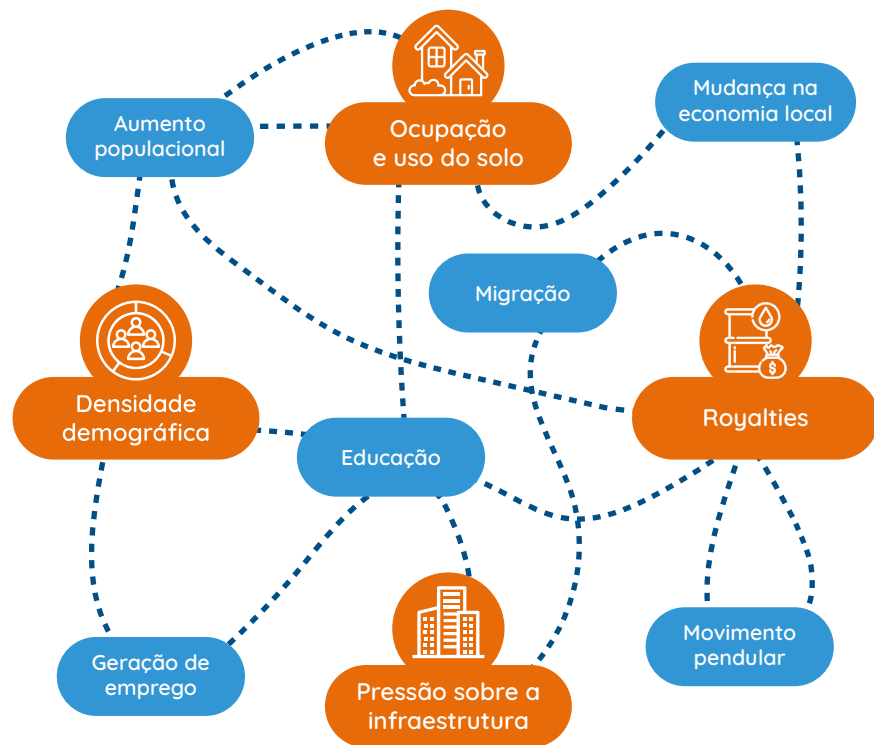 Aumento
populacional
Ocupação
e uso do solo
Mudança na
economia local
Migração
$
Densidade
demográfica
Educação
Royalties
Geração de
emprego
Pressão sobre a
infraestrutura
Movimento
pendular